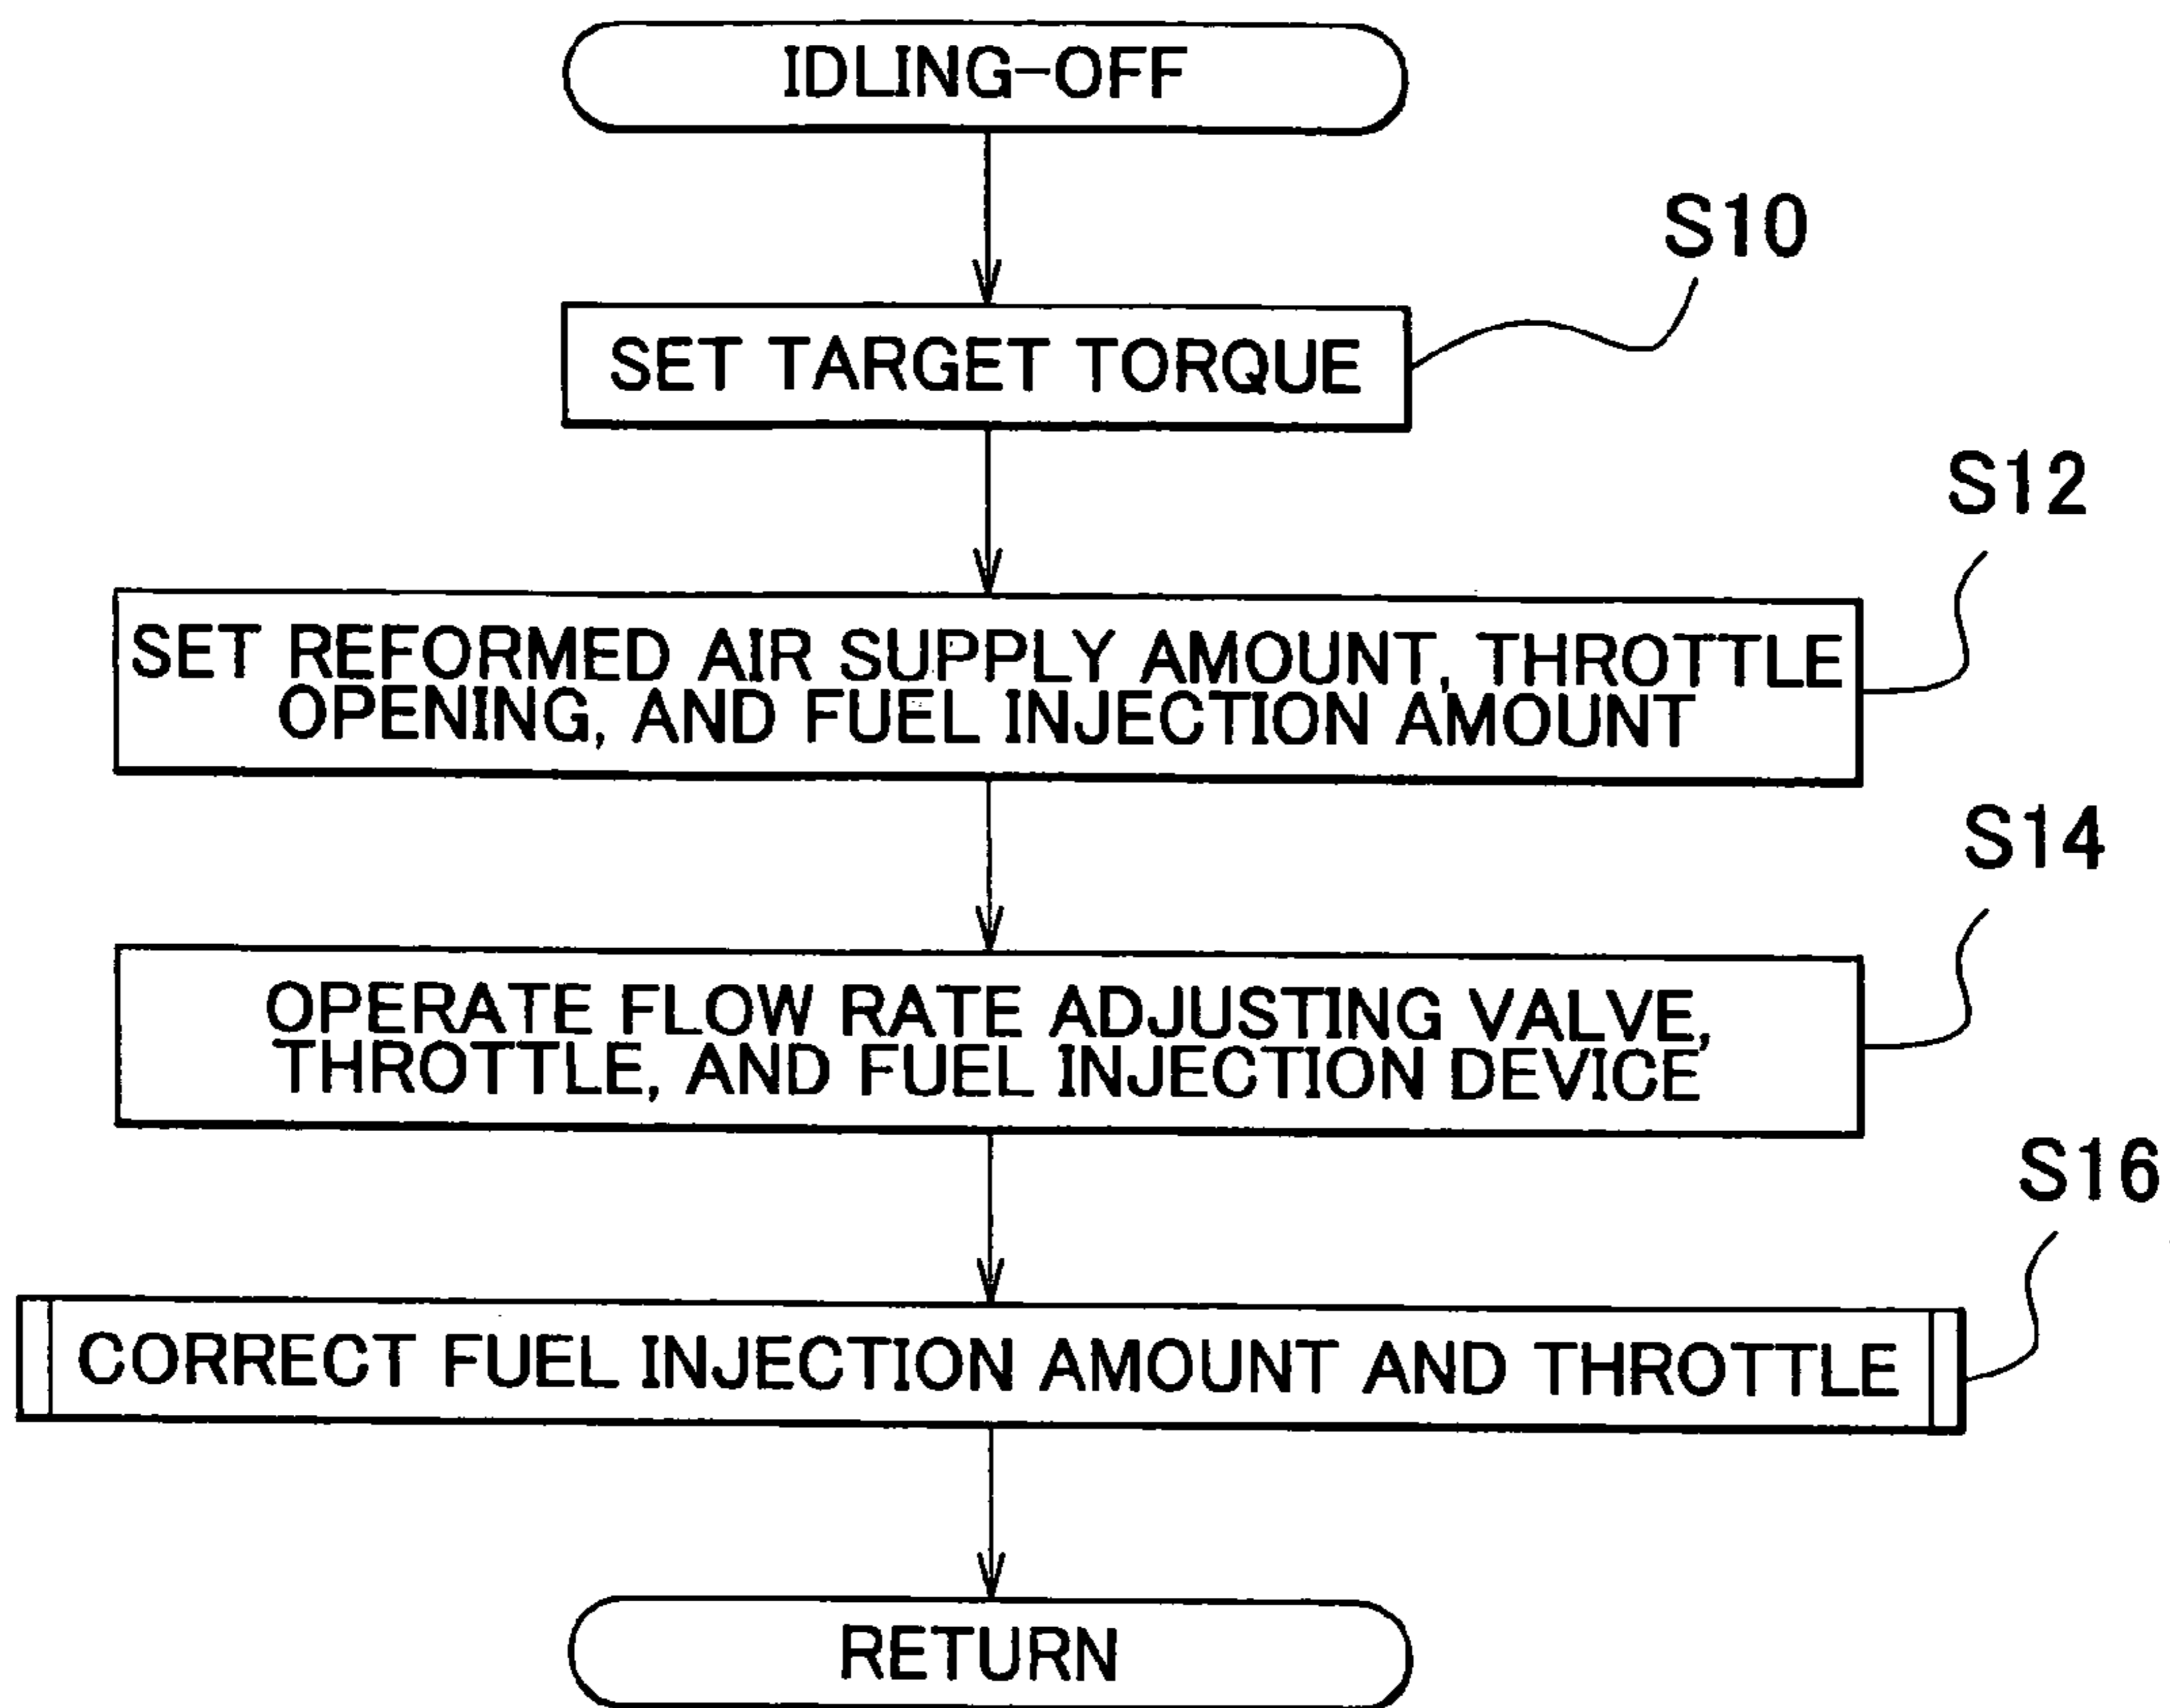 IDLING-OFF
S10
SET TARGET TORQUE
S12
SET REFORMED AIR SUPPLY AMOUNT, THROTTLE
OPENING, AND FUEL INJECTION AMOUNT
S14
OPERATE FLOW RATE ADJUSTING VALVE,
THROTTLE, AND FUEL INJECTION DEVICE
S16
CORRECT FUEL INJECTION AMOUNT AND THROTTLE
RETURN